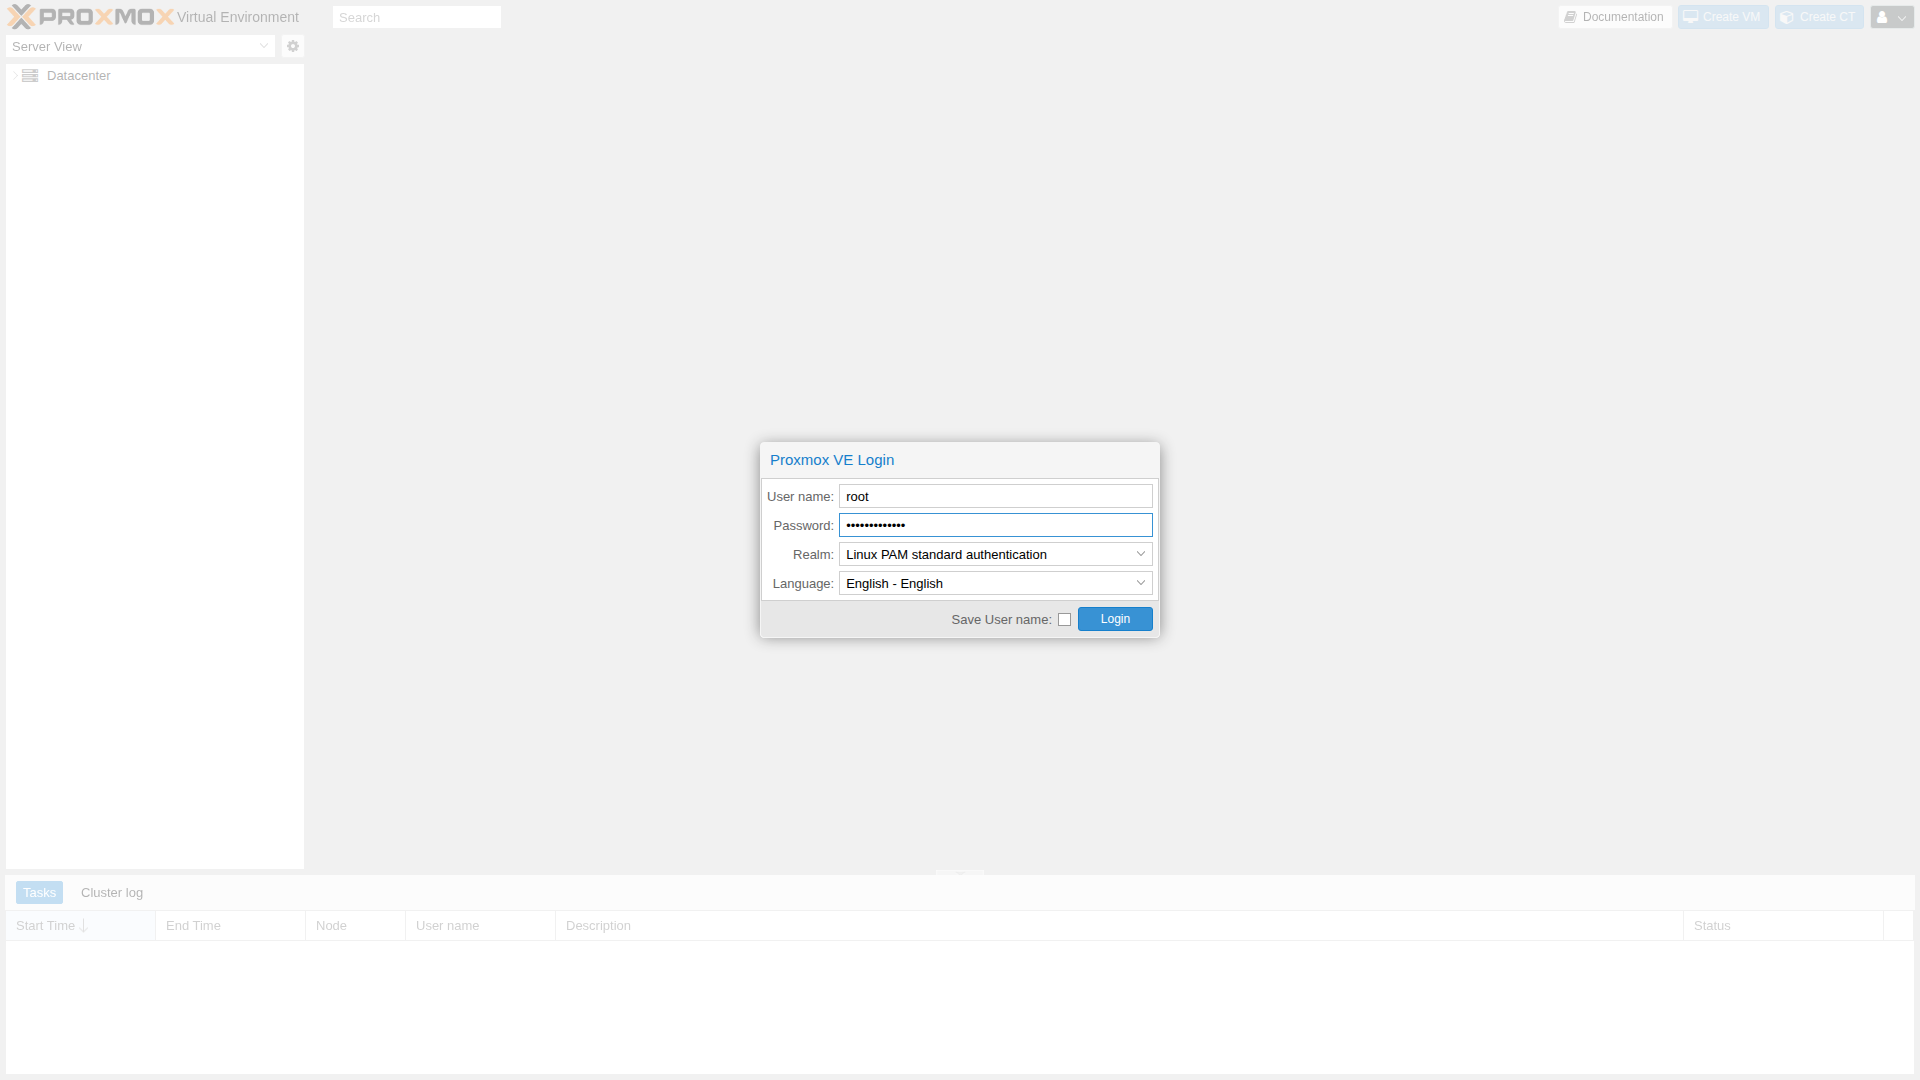 PROXMOX Virtual Environment
Search
Documentation
Create VM
Create CT
Server View
Datacenter
Proxmox VE Login
User name: root
Password: •••••••••••••
Realm: Linux PAM standard authentication
Language: English - English
Save User name:
Login
Tasks
Cluster log
Start Time
End Time
Node
User name
Description
Status